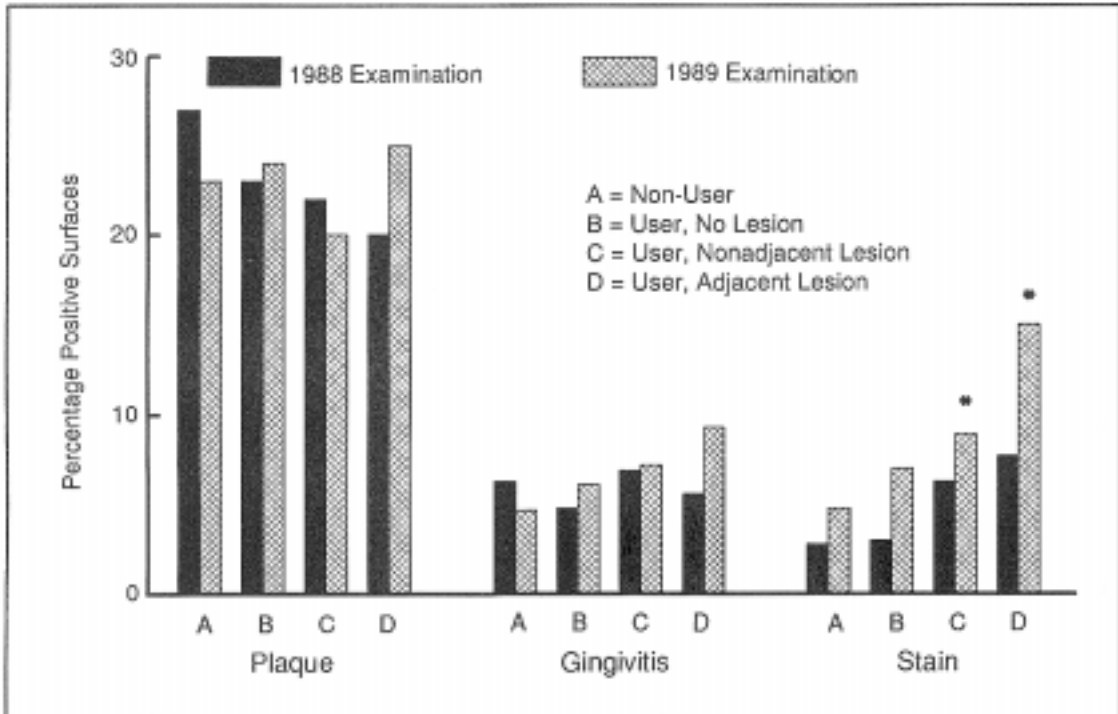 30
1988 Examination
1989 Examination
Percentage Positive Surfaces
A = Non-User
B = User, No Lesion
C = User, Nonadjacent Lesion
D = User, Adjacent Lesion
20
*
*
10
0
A B C D A B C D A B C D
Plaque Gingivitis Stain